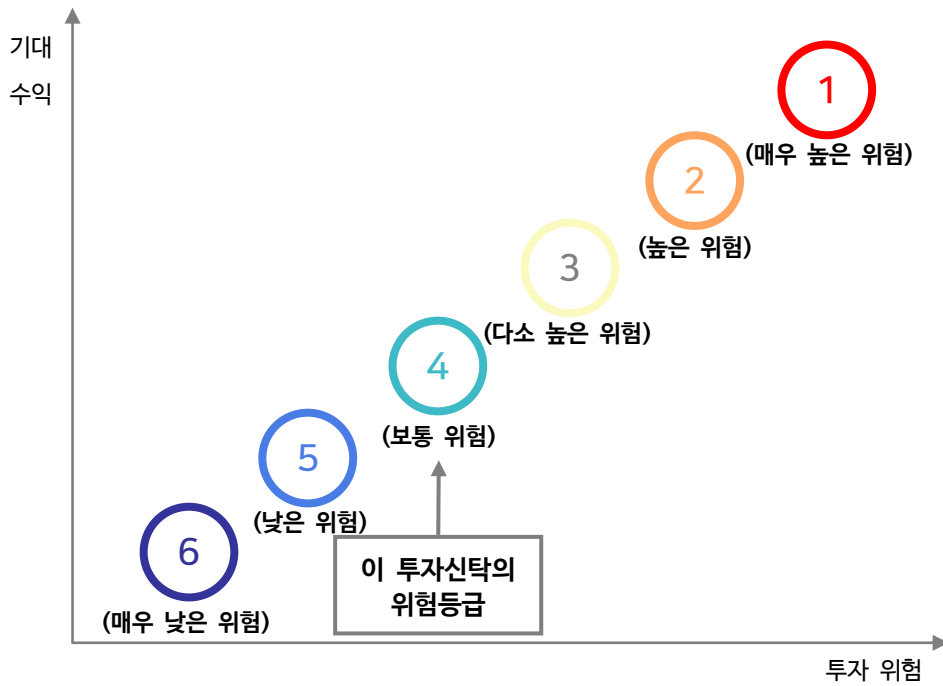 기대
수익
1
(매우 높은 위험)
2
(높은 위험)
3
(다소 높은 위험)
4
(보통 위험)
5
(낮은 위험)
6
(매우 낮은 위험)
이 투자신탁의
위험등급
투자 위험